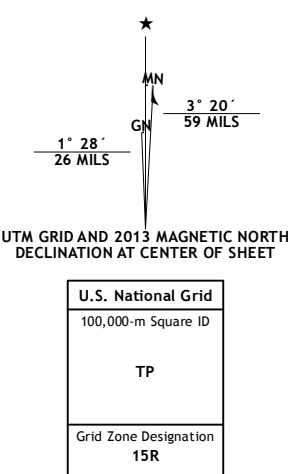 ★
MN
3° 20´
59 MILS
GN
1° 28´
26 MILS
UTM GRID AND 2013 MAGNETIC NORTH
DECLINATION AT CENTER OF SHEET
U.S. National Grid
100,000-m Square ID
TP
Grid Zone Designation
15R